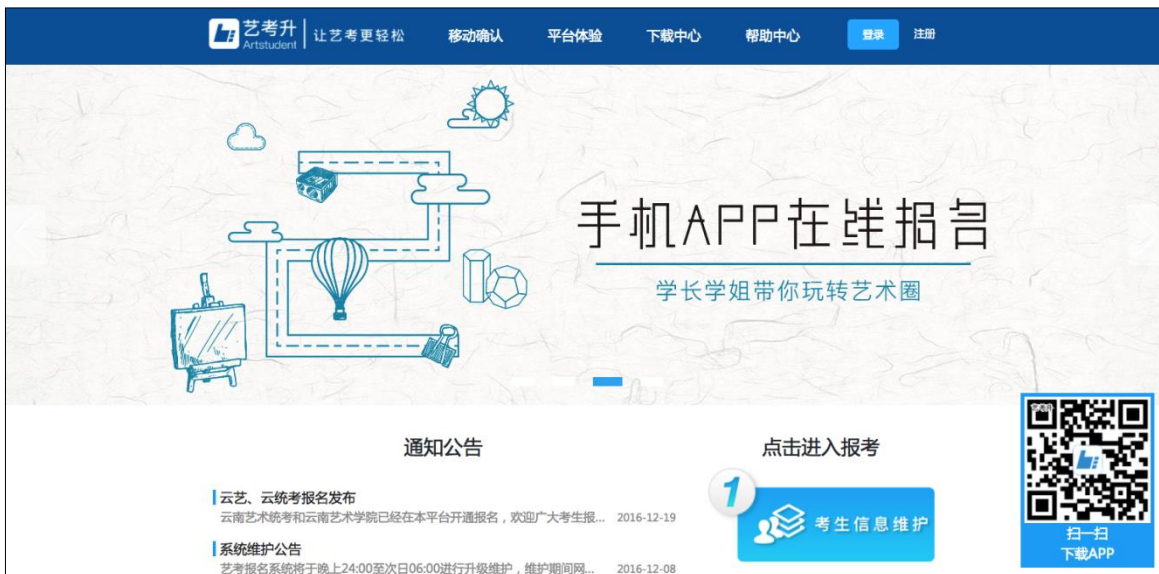 艺考升
Artstudent
让艺考更轻松
移动确认
平台体验
下载中心
帮助中心
登录
注册
手机APP在线报名
学长学姐带你玩转艺术圈
通知公告
云艺、云统考报名发布
云南艺术统考和云南艺术学院已经在本平台开通报名，欢迎广大考生报... 2016-12-19
系统维护公告
艺考报名系统将于晚上24:00至次日06:00进行升级维护，维护期间网... 2016-12-08
点击进入报考
1
考生信息维护
艺考升
扫一扫
下载APP